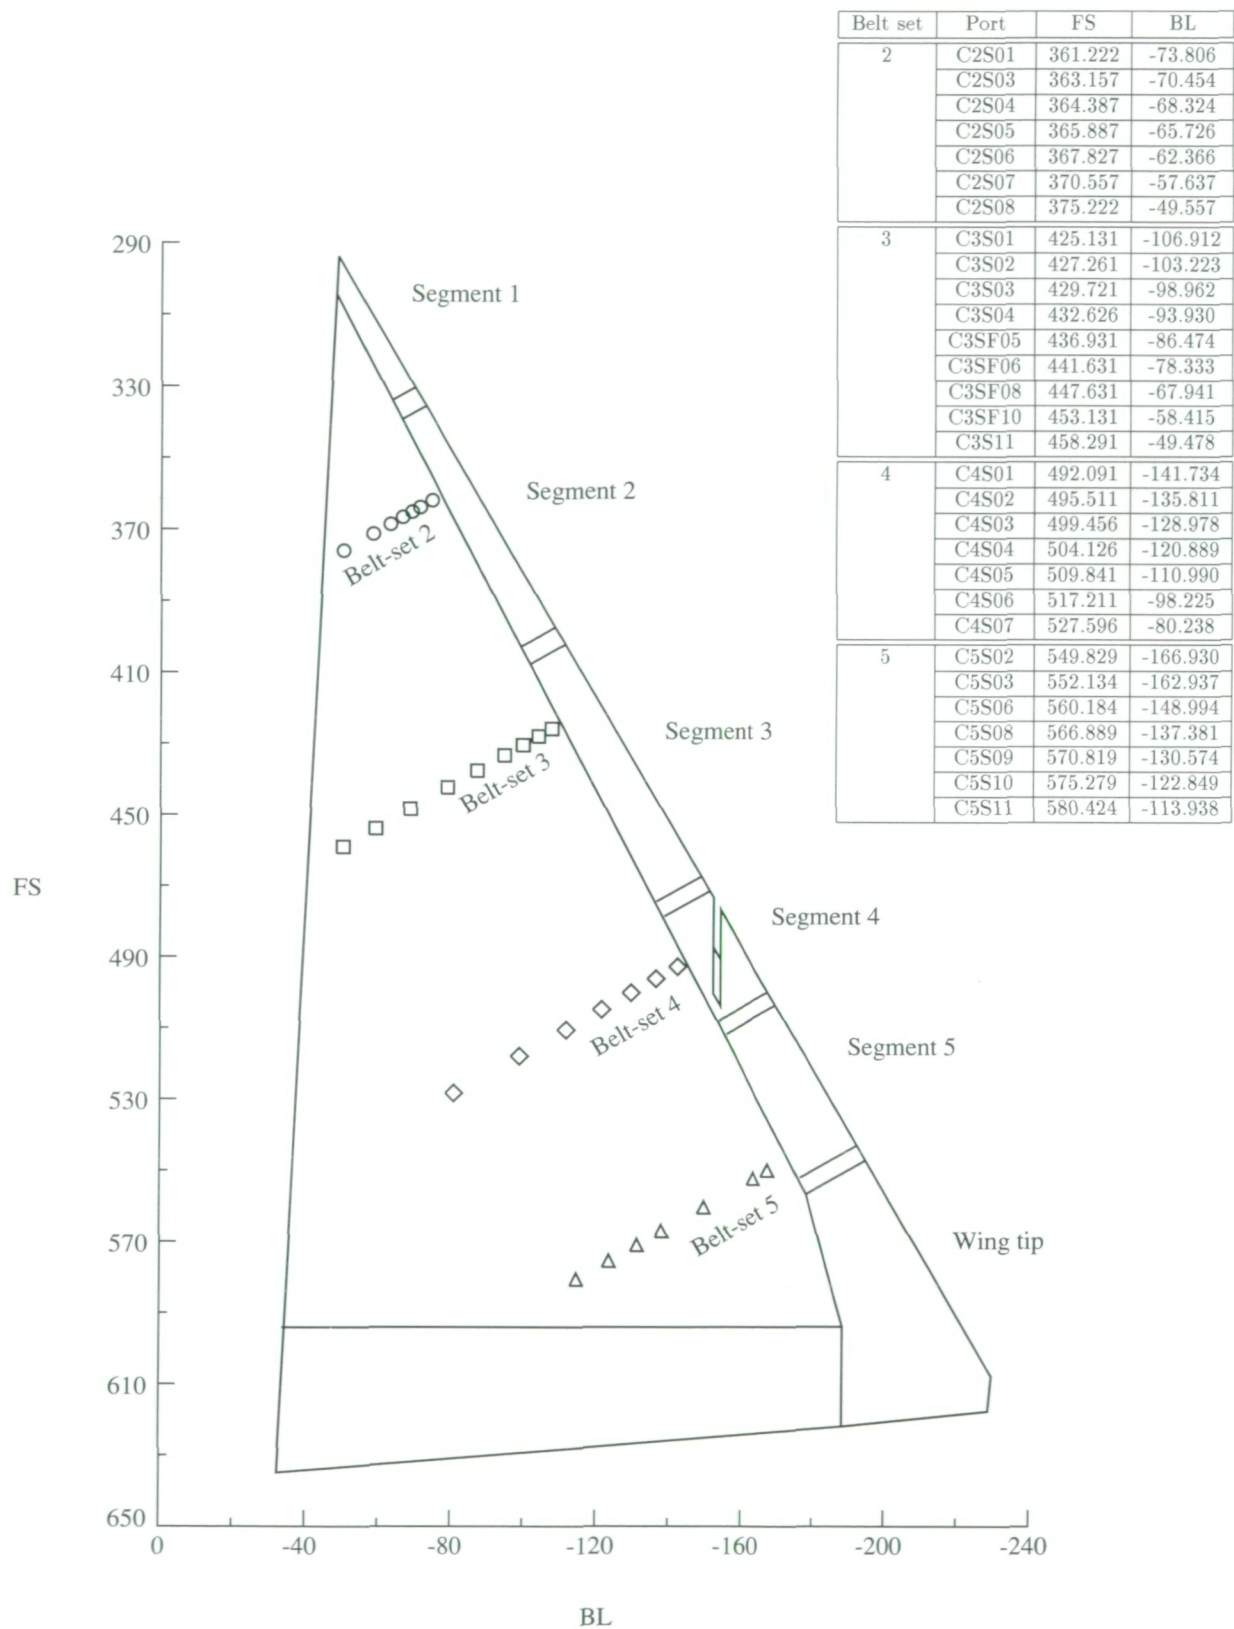 Belt set Port FS BL
2 C2S01 361.222 -73.806
C2S03 363.157 -70.454
C2S04 364.387 -68.324
C2S05 365.887 -65.726
C2S06 367.827 -62.366
C2S07 370.557 -57.637
C2S08 375.222 -49.557
3 C3S01 425.131 -106.912
C3S02 427.261 -103.223
C3S03 429.721 -98.962
C3S04 432.626 -93.930
C3SF05 436.931 -86.474
C3SF06 441.631 -78.333
C3SF08 447.631 -67.941
C3SF10 453.131 -58.415
C3S11 458.291 -49.478
4 C4S01 492.091 -141.734
C4S02 495.511 -135.811
C4S03 499.456 -128.978
C4S04 504.126 -120.889
C4S05 509.841 -110.990
C4S06 517.211 -98.225
C4S07 527.596 -80.238
5 C5S02 549.829 -166.930
C5S03 552.134 -162.937
C5S06 560.184 -148.994
C5S08 566.889 -137.381
C5S09 570.819 -130.574
C5S10 575.279 -122.849
C5S11 580.424 -113.938
290
Segment 1
330
Segment 2
370
Belt-set 2
410
Segment 3
Belt-set 3
450
FS
Segment 4
490
Belt-set 4
Segment 5
530
Belt-set 5
570
Wing tip
610
650
0 -40 -80 -120 -160 -200 -240
BL